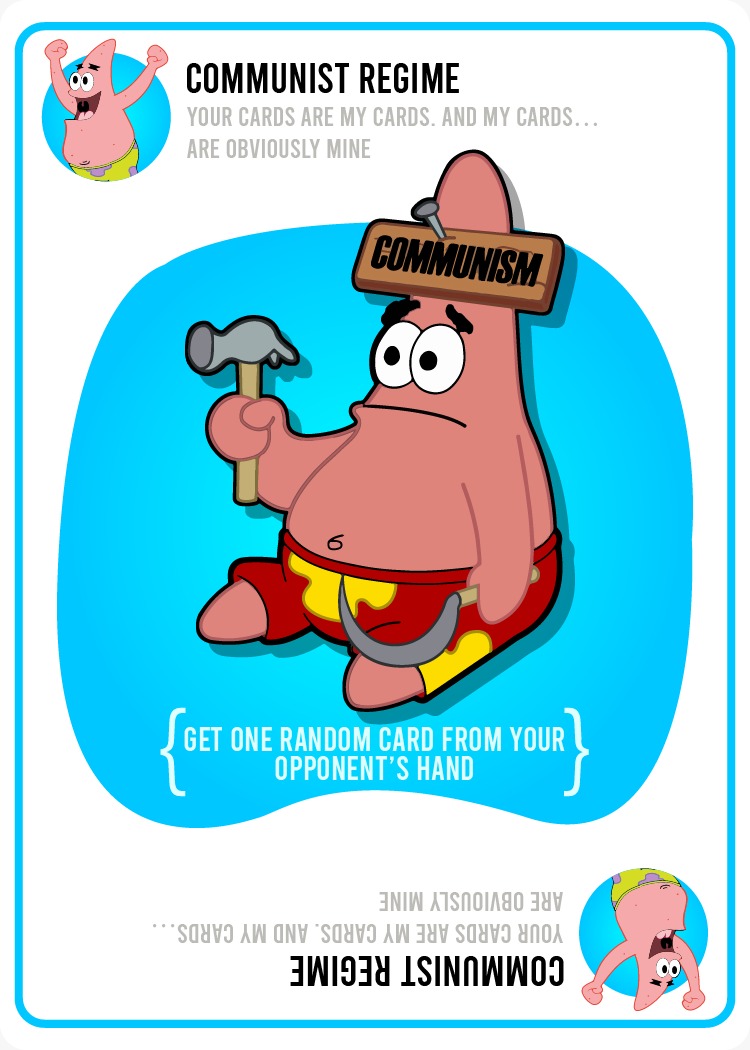 COMMUNIST REGIME
YOUR CARDS ARE MY CARDS. AND MY CARDS...
ARE OBVIOUSLY MINE
COMMUNISM
{GET ONE RANDOM CARD FROM YOUR
OPPONENT'S HAND}
COMMUNIST REGIME
YOUR CARDS ARE MY CARDS. AND MY CARDS...
ARE OBVIOUSLY MINE